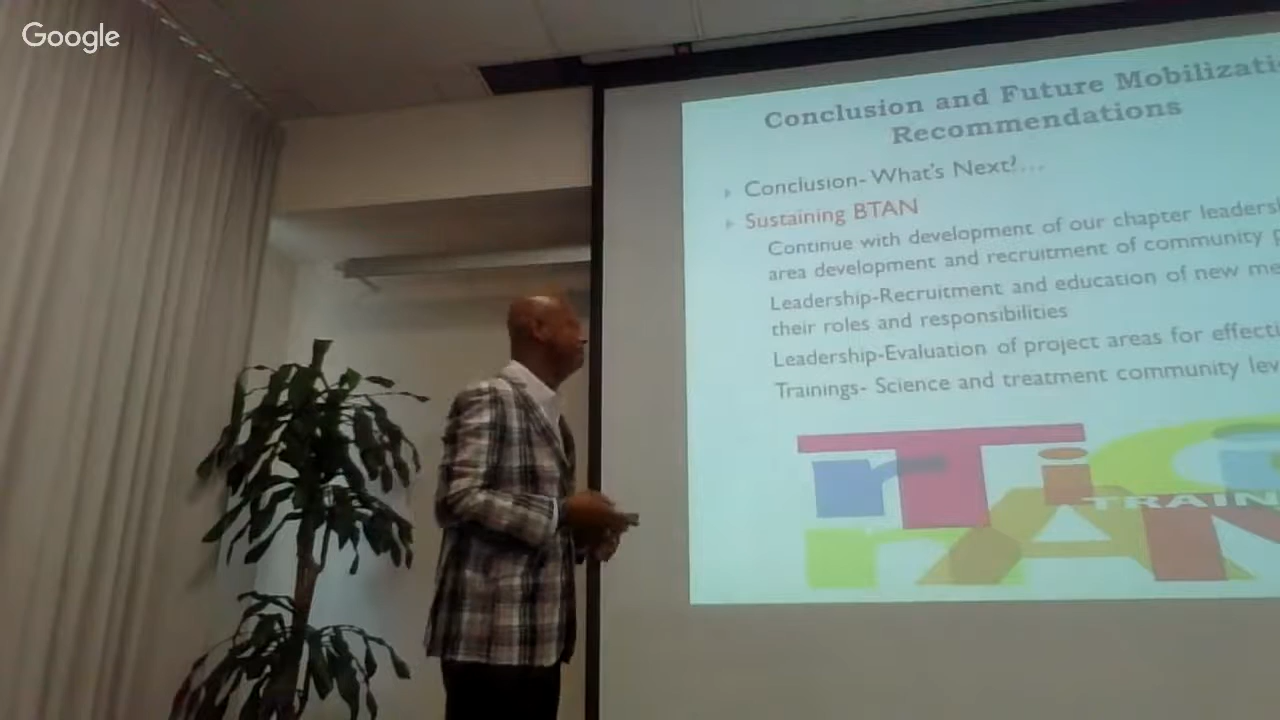 Google
Conclusion and Future Mobilizati
Recommendations
Conclusion- What's Next?...
Sustaining BTAN
Continue with development of our chapter leadersh
area development and recruitment of community p
Leadership-Recruitment and education of new me
their roles and responsibilities
Leadership-Evaluation of project areas for effecti
Trainings- Science and treatment community lev
TRAIN